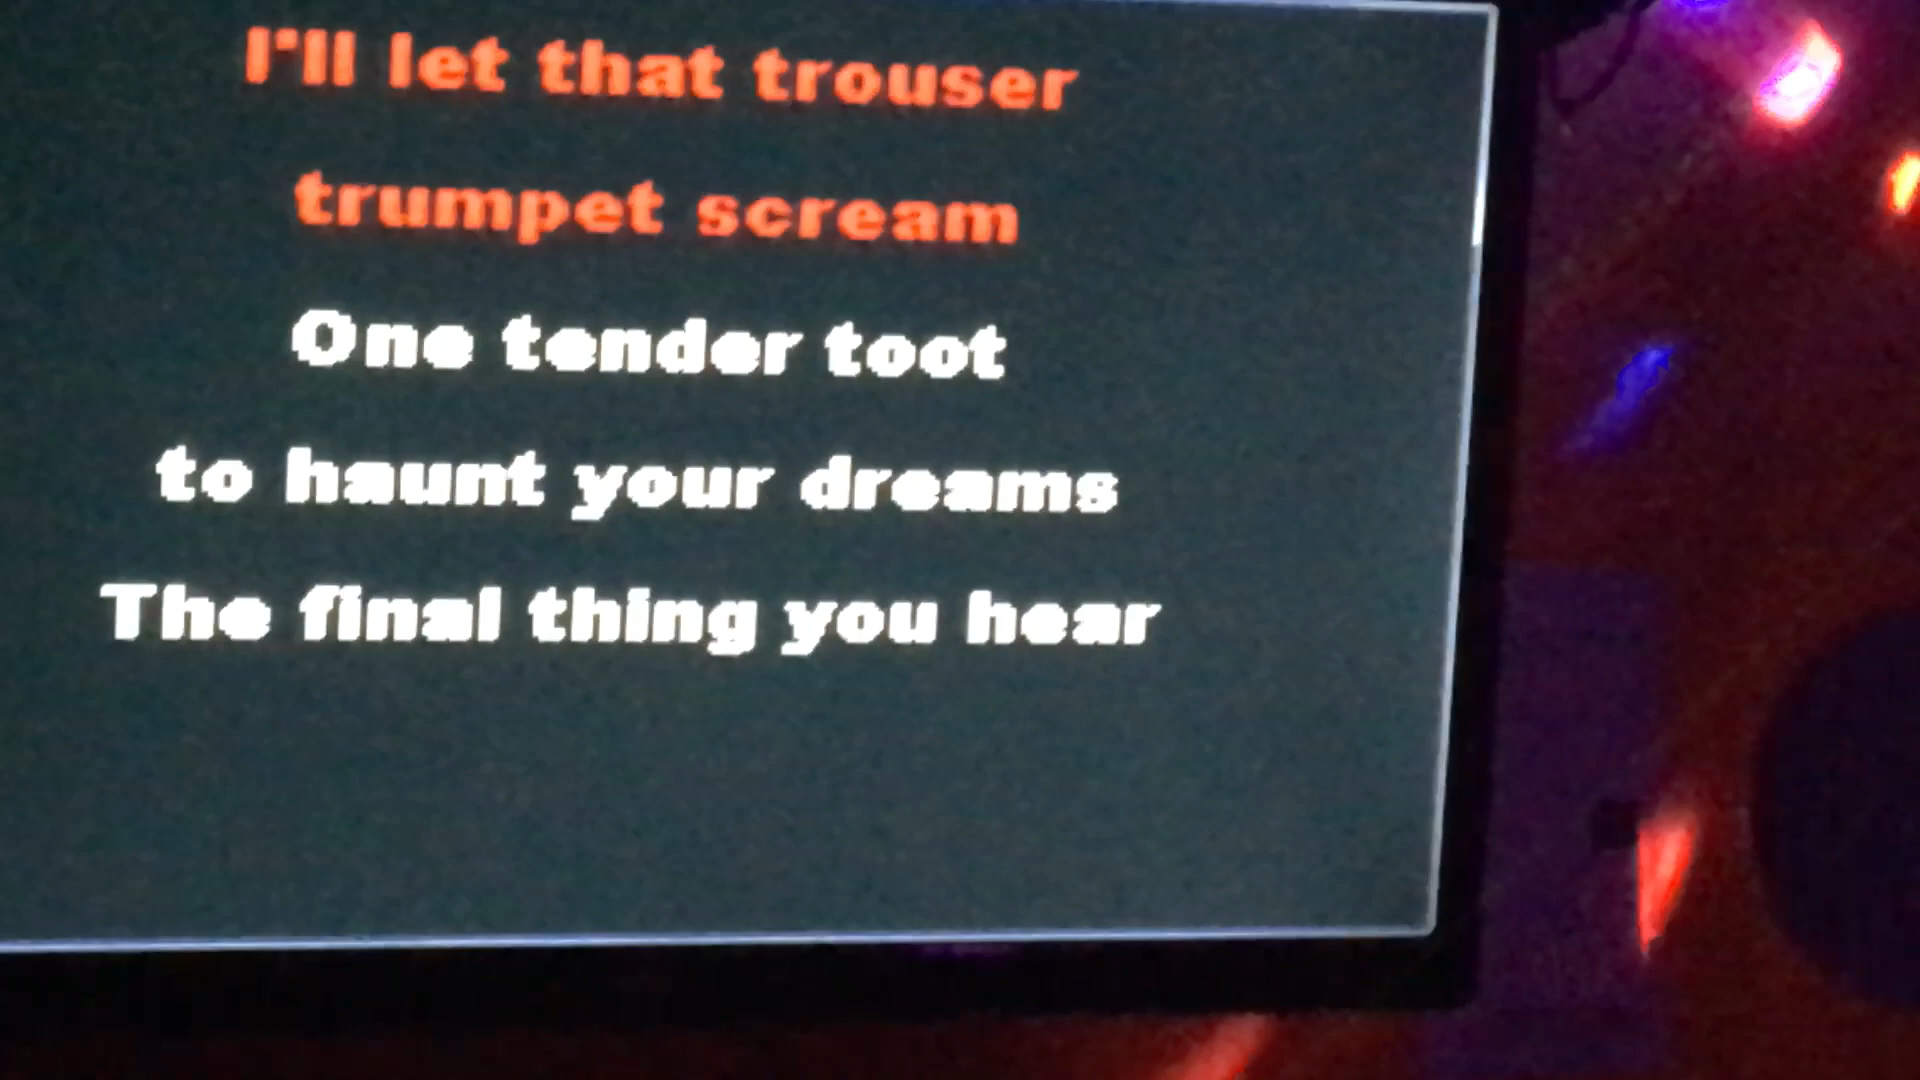 I'll let that trouser
trumpet scream
One tender toot
to haunt your dreams
The final thing you hear